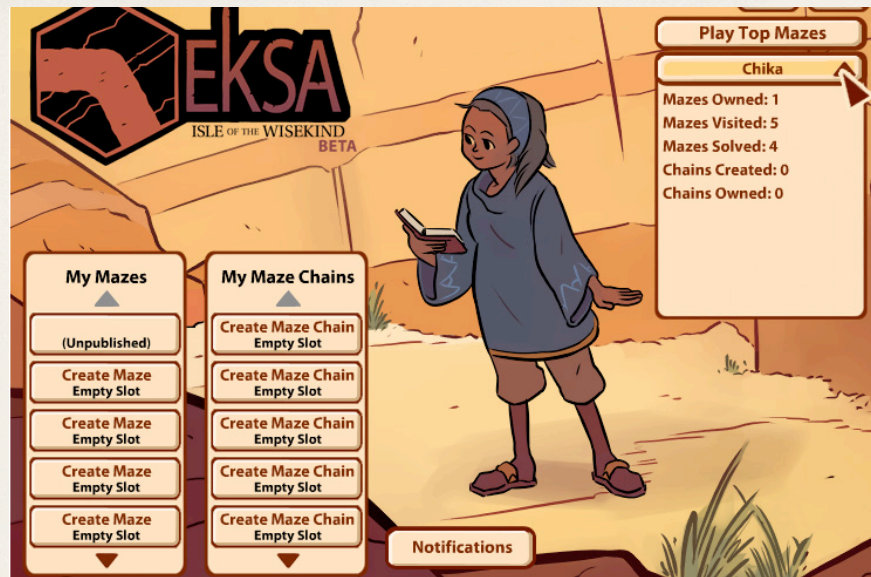 HEKSA
ISLE OF THE WISEKIND
BETA
Play Top Mazes
Chika
Mazes Owned: 1
Mazes Visited: 5
Mazes Solved: 4
Chains Created: 0
Chains Owned: 0
My Mazes
(Unpublished)
Create Maze
Empty Slot
Create Maze
Empty Slot
Create Maze
Empty Slot
Create Maze
Empty Slot
My Maze Chains
Create Maze Chain
Empty Slot
Create Maze Chain
Empty Slot
Create Maze Chain
Empty Slot
Create Maze Chain
Empty Slot
Create Maze Chain
Empty Slot
Notifications